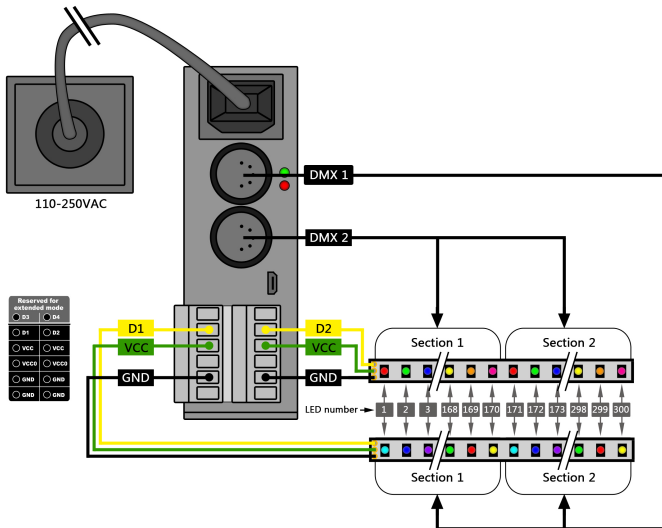 110-250VAC
DMX 1
DMX 2
Reserved for
extended mode
D3 D4
D1 D2
VCC VCC
VCC0 VCC0
GND GND
GND GND
D1
VCC
GND
D2
VCC
GND
Section 1 Section 2
LED number 1 2 3 168 169 170 171 172 173 298 299 300
Section 1 Section 2